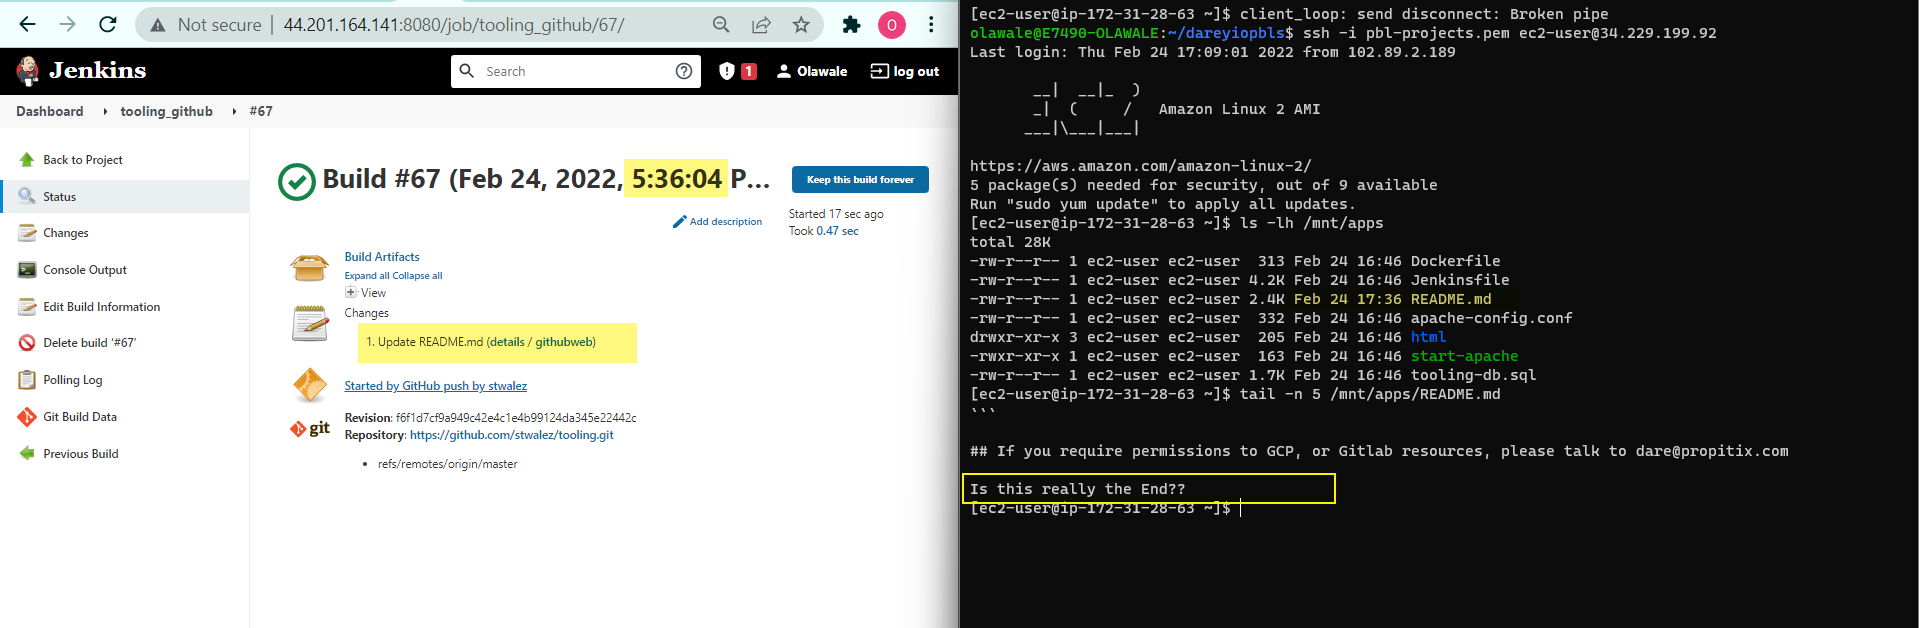 Not secure | 44.201.164.141:8080/job/tooling_github/67/
O
Jenkins
Search
1
Olawale
log out
Dashboard
tooling_github
#67
Back to Project
Status
Changes
Console Output
Edit Build Information
Delete build '#67'
Polling Log
Git Build Data
Previous Build
Build #67 (Feb 24, 2022, 5:36:04 P...
Keep this build forever
Add description
Started 17 sec ago
Took 0.47 sec
Build Artifacts
Expand all Collapse all
View
Changes
1. Update README.md (details / githubweb)
Started by GitHub push by stwalez
git
Revision: f6f1d7cf9a949c42e4c1e4b99124da345e22442c
Repository: https://github.com/stwalez/tooling.git
• refs/remotes/origin/master
[ec2-user@ip-172-31-28-63 ~]$ client_loop: send disconnect: Broken pipe
olawale@E7490-OLAWALE:~/dareyiopbls$ ssh -i pbl-projects.pem ec2-user@34.229.199.92
Last login: Thu Feb 24 17:09:01 2022 from 102.89.2.189
__|  __|_  )
_|  (     /   Amazon Linux 2 AMI
___|\___|___|
https://aws.amazon.com/amazon-linux-2/
5 package(s) needed for security, out of 9 available
Run "sudo yum update" to apply all updates.
[ec2-user@ip-172-31-28-63 ~]$ ls -lh /mnt/apps
total 28K
-rw-r--r-- 1 ec2-user ec2-user  313 Feb 24 16:46 Dockerfile
-rw-r--r-- 1 ec2-user ec2-user 4.2K Feb 24 16:46 Jenkinsfile
-rw-r--r-- 1 ec2-user ec2-user 2.4K Feb 24 17:36 README.md
-rw-r--r-- 1 ec2-user ec2-user  332 Feb 24 16:46 apache-config.conf
drwxr-xr-x 3 ec2-user ec2-user  205 Feb 24 16:46 html
-rwxr-xr-x 1 ec2-user ec2-user  163 Feb 24 16:46 start-apache
-rw-r--r-- 1 ec2-user ec2-user 1.7K Feb 24 16:46 tooling-db.sql
[ec2-user@ip-172-31-28-63 ~]$ tail -n 5 /mnt/apps/README.md
```
## If you require permissions to GCP, or Gitlab resources, please talk to dare@propitix.com
Is this really the End??
[ec2-user@ip-172-31-28-63 ~]$